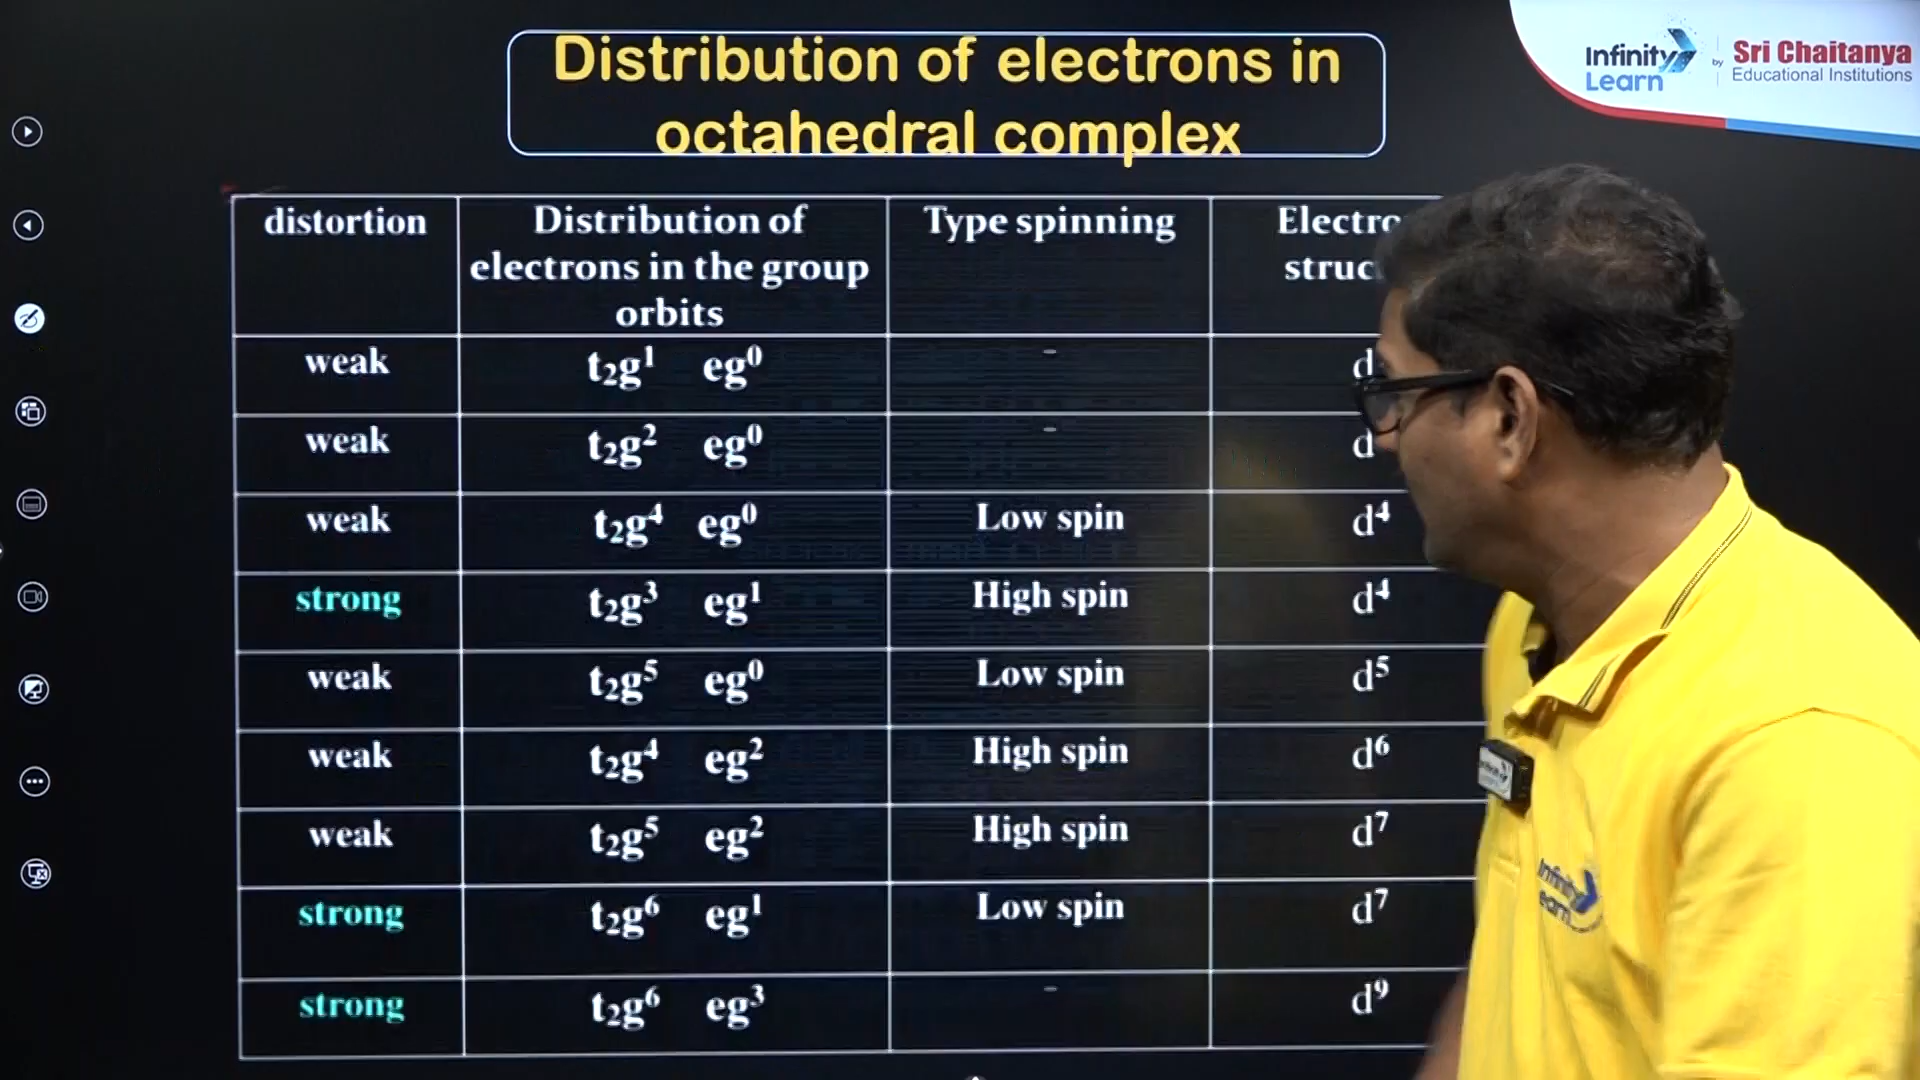 Distribution of electrons in
octahedral complex
Infinity Learn by Sri Chaitanya Educational Institutions
distortion | Distribution of electrons in the group orbits | Type spinning
weak t₂g¹ eg⁰ - d
weak t₂g² eg⁰ - d
weak t₂g⁴ eg⁰ Low spin d⁴
strong t₂g³ eg¹ High spin d⁴
weak t₂g⁵ eg⁰ Low spin d⁵
weak t₂g⁴ eg² High spin d⁶
weak t₂g⁵ eg² High spin d⁷
strong t₂g⁶ eg¹ Low spin d⁷
strong t₂g⁶ eg³ - d⁹